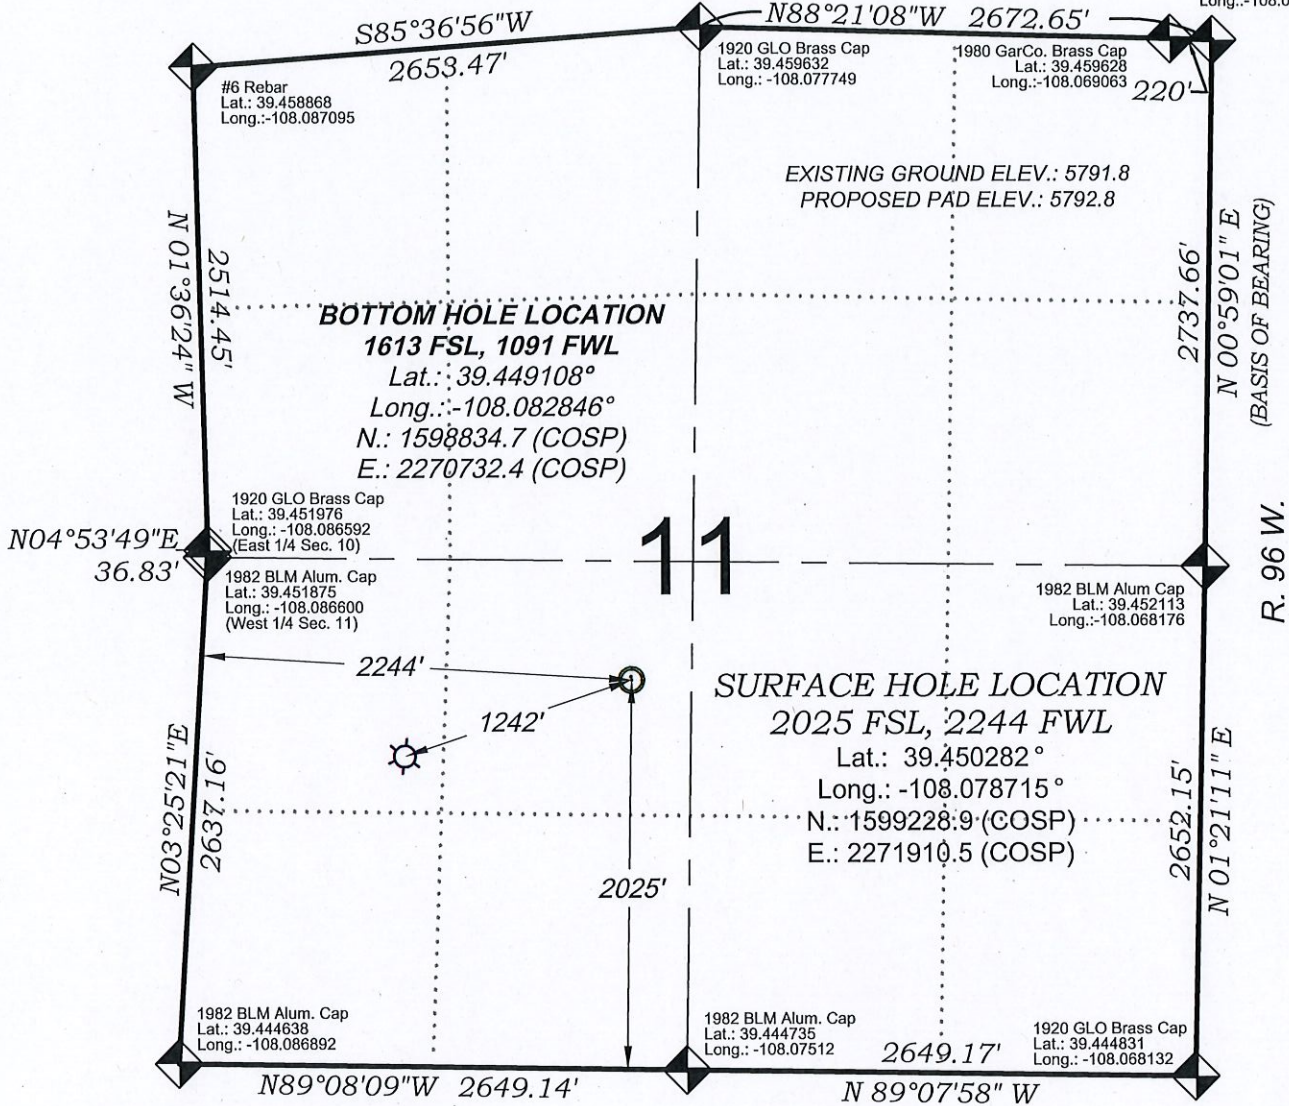 Long.:-108.0
S85°36'56"W
2653.47'
N88°21'08"W 2672.65'
1920 GLO Brass Cap
Lat.: 39.459632
Long.: -108.077749
1980 GarCo. Brass Cap
Lat.: 39.459628
Long.:-108.069063
220'
#6 Rebar
Lat.: 39.458868
Long.:-108.087095
EXISTING GROUND ELEV.: 5791.8
PROPOSED PAD ELEV.: 5792.8
N 01°36'24" W
2514.45'
2737.66'
N 00°59'01" E
(BASIS OF BEARING)
BOTTOM HOLE LOCATION
1613 FSL, 1091 FWL
Lat.: 39.449108°
Long.: -108.082846°
N.: 1598834.7 (COSP)
E.: 2270732.4 (COSP)
1920 GLO Brass Cap
Lat.: 39.451976
Long.: -108.086592
(East 1/4 Sec. 10)
N04°53'49"E
36.83'
11
R. 96 W.
1982 BLM Alum. Cap
Lat.: 39.451875
Long.: -108.086600
(West 1/4 Sec. 11)
1982 BLM Alum Cap
Lat.: 39.452113
Long.:-108.068176
2244'
1242'
SURFACE HOLE LOCATION
2025 FSL, 2244 FWL
Lat.: 39.450282°
Long.: -108.078715°
N.: 1599228.9 (COSP)
E.: 2271910.5 (COSP)
N03°25'21"E
2637.16'
2652.15'
N 01°21'11" E
2025'
1982 BLM Alum. Cap
Lat.: 39.444638
Long.: -108.086892
1982 BLM Alum. Cap
Lat.: 39.444735
Long.: -108.07512
1920 GLO Brass Cap
Lat.: 39.444831
Long.: -108.068132
2649.17'
N89°08'09"W 2649.14'
N 89°07'58" W